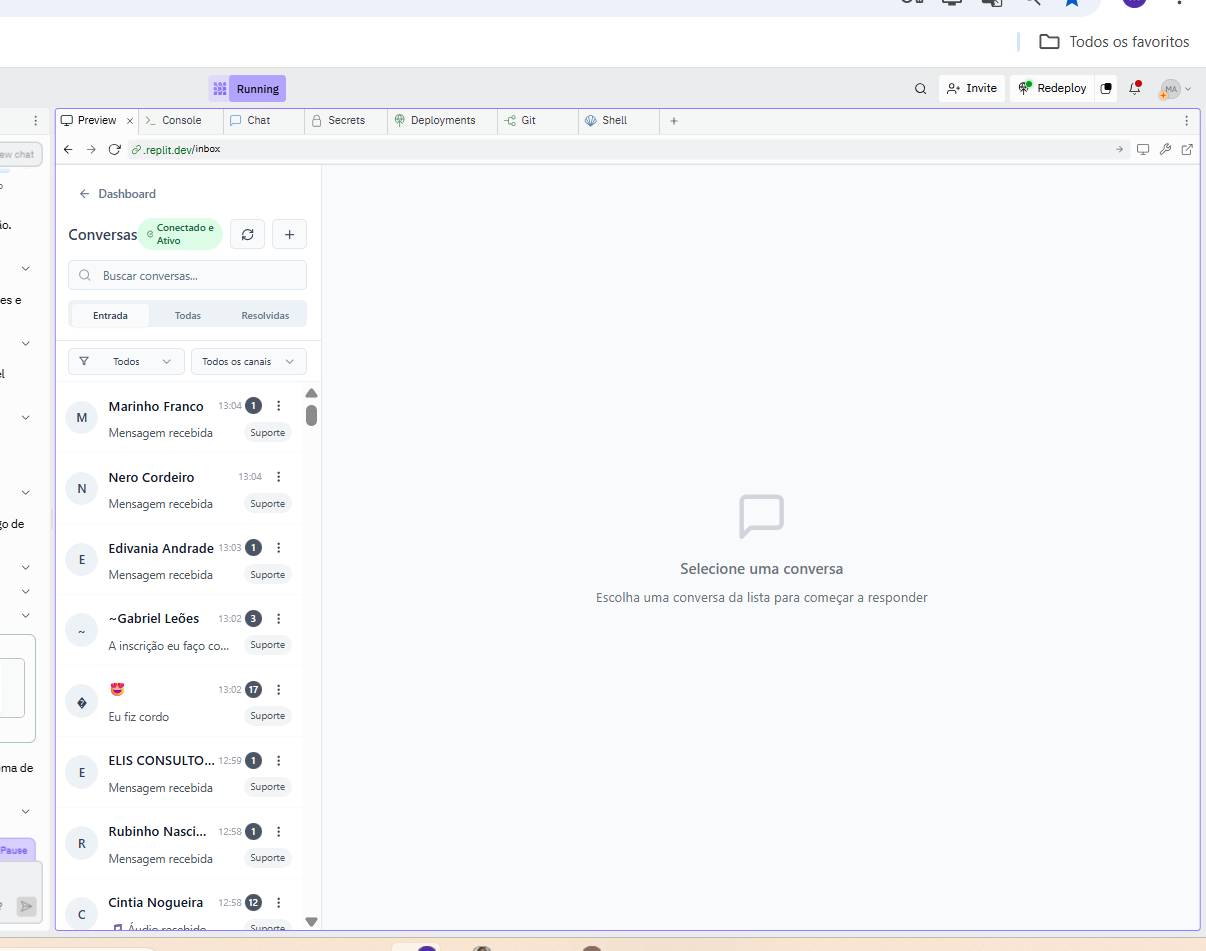 Todos os favoritos
Running
Invite
Redeploy
MA
Preview
Console
Chat
Secrets
Deployments
Git
Shell
ew chat
.replit.dev/inbox
Dashboard
ão.
Conversas
Conectado e
Ativo
Buscar conversas...
es e
Entrada
Todas
Resolvidas
Todos
Todos os canais
el
M
Marinho Franco
13:04
1
Mensagem recebida
Suporte
N
Nero Cordeiro
13:04
Mensagem recebida
Suporte
go de
E
Edivania Andrade
13:03
1
Mensagem recebida
Suporte
Selecione uma conversa
Escolha uma conversa da lista para começar a responder
~
~Gabriel Leões
13:02
3
A inscrição eu faço co...
Suporte
�
😍
13:02
17
Eu fiz cordo
Suporte
ma de
E
ELIS CONSULTO...
12:59
1
Mensagem recebida
Suporte
R
Rubinho Nasci...
12:58
1
Mensagem recebida
Suporte
Pause
C
Cintia Nogueira
12:58
12
Áudio recebido
Suporte